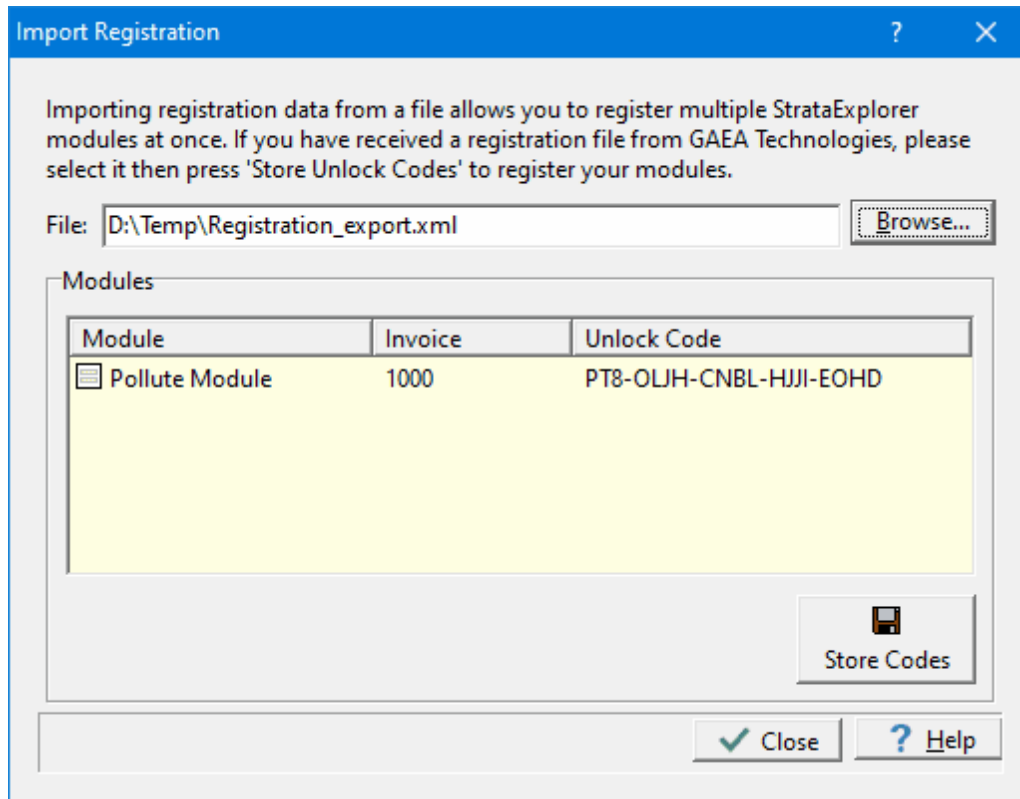 Import Registration ?
Importing registration data from a file allows you to register multiple StrataExplorer
modules at once. If you have received a registration file from GAEA Technologies, please
select it then press 'Store Unlock Codes' to register your modules.
File: D:\Temp\Registration_export.xml Browse...
Modules
Module Invoice Unlock Code
Pollute Module 1000 PT8-OLJH-CNBL-HJJI-EOHD
Store Codes
Close ? Help